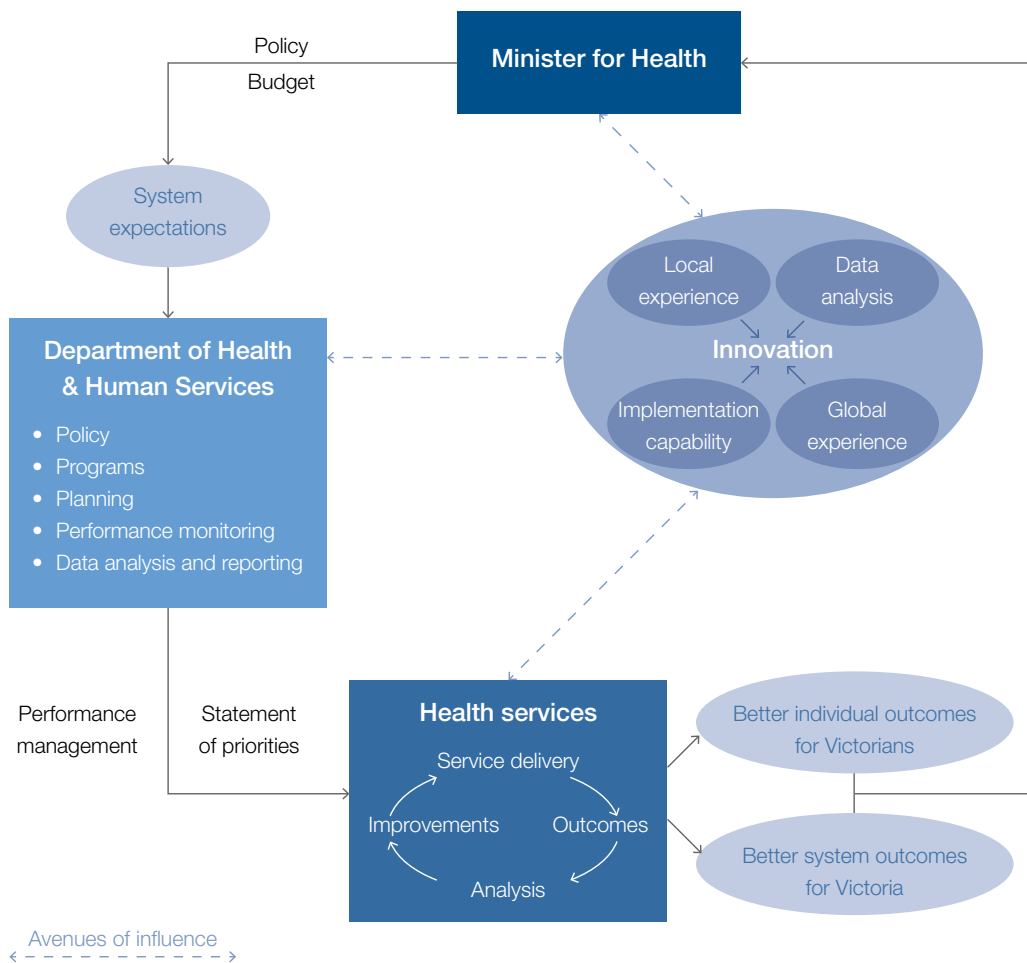 Policy
Budget
Minister for Health
System
expectations
Local
experience
Data
analysis
Innovation
Implementation
capability
Global
experience
Department of Health
& Human Services
• Policy
• Programs
• Planning
• Performance monitoring
• Data analysis and reporting
Performance
management
Statement
of priorities
Health services
Service delivery
Improvements
Outcomes
Analysis
Better individual outcomes
for Victorians
Better system outcomes
for Victoria
Avenues of influence